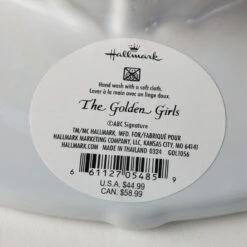 Hallmark
Hand wash with a soft cloth.
Laver à la main avec un linge doux.
The Golden Girls
©ABC Signature
TM/MC HALLMARK, MFD. FOR/FABRIQUÉ POUR
HALLMARK MARKETING COMPANY, LLC, KANSAS CITY, MO 64141
HALLMARK.COM MADE IN THAILAND 0324 GOL1056
6 61127 05485 9
U.S.A. $44.99
CAN. $58.99